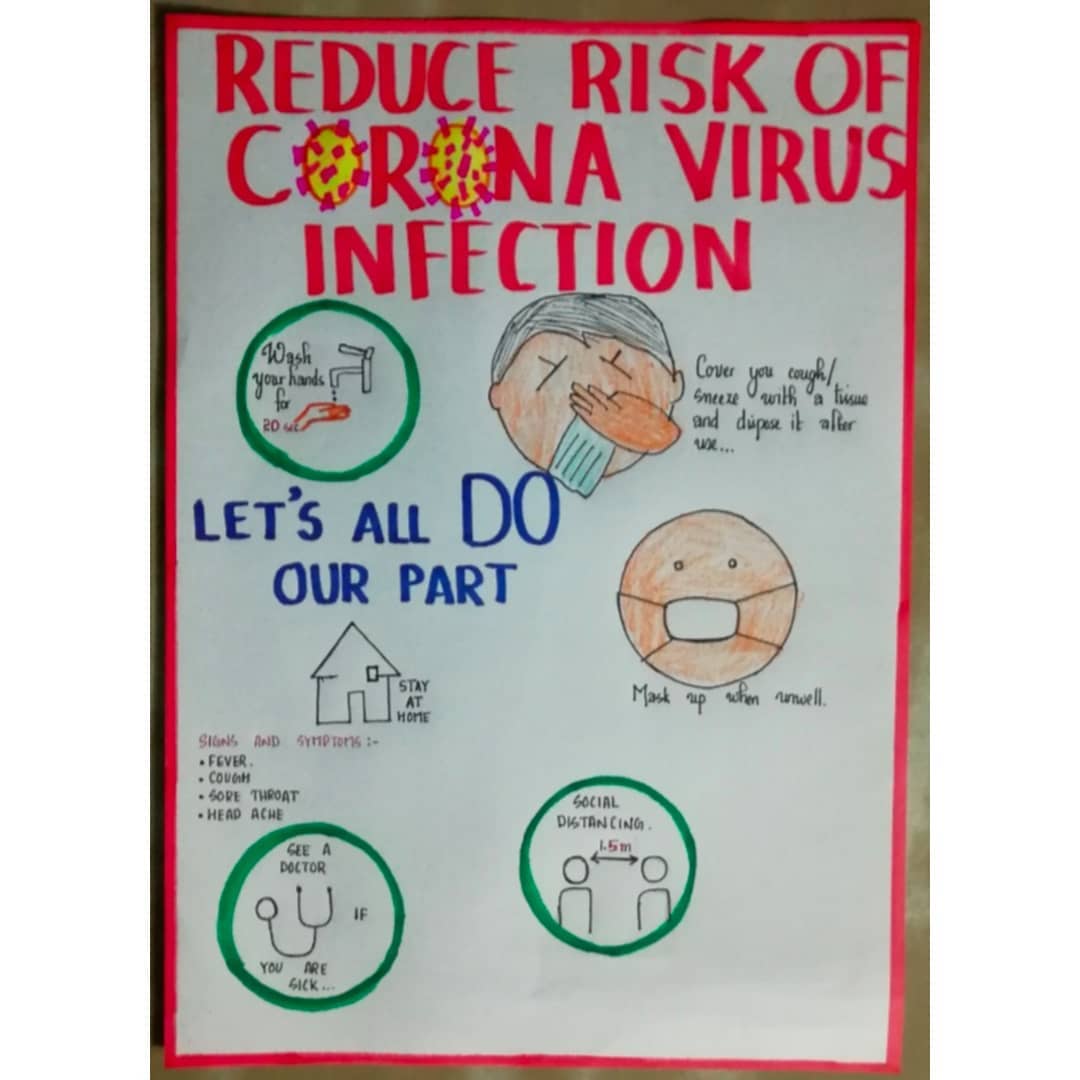 REDUCE RISK OF
CORONA VIRUS
INFECTION
Wash
your hands
for
20 sec
Cover you cough/
sneeze with a tissue
and dispose it after
use...
LET'S ALL DO
OUR PART
Mask up when unwell.
STAY
AT
HOME
SIGNS AND SYMPTOMS :-
• FEVER.
• COUGH
• SORE THROAT
• HEAD ACHE
SEE A
DOCTOR
IF
YOU ARE
SICK...
SOCIAL
DISTANCING.
1.5m